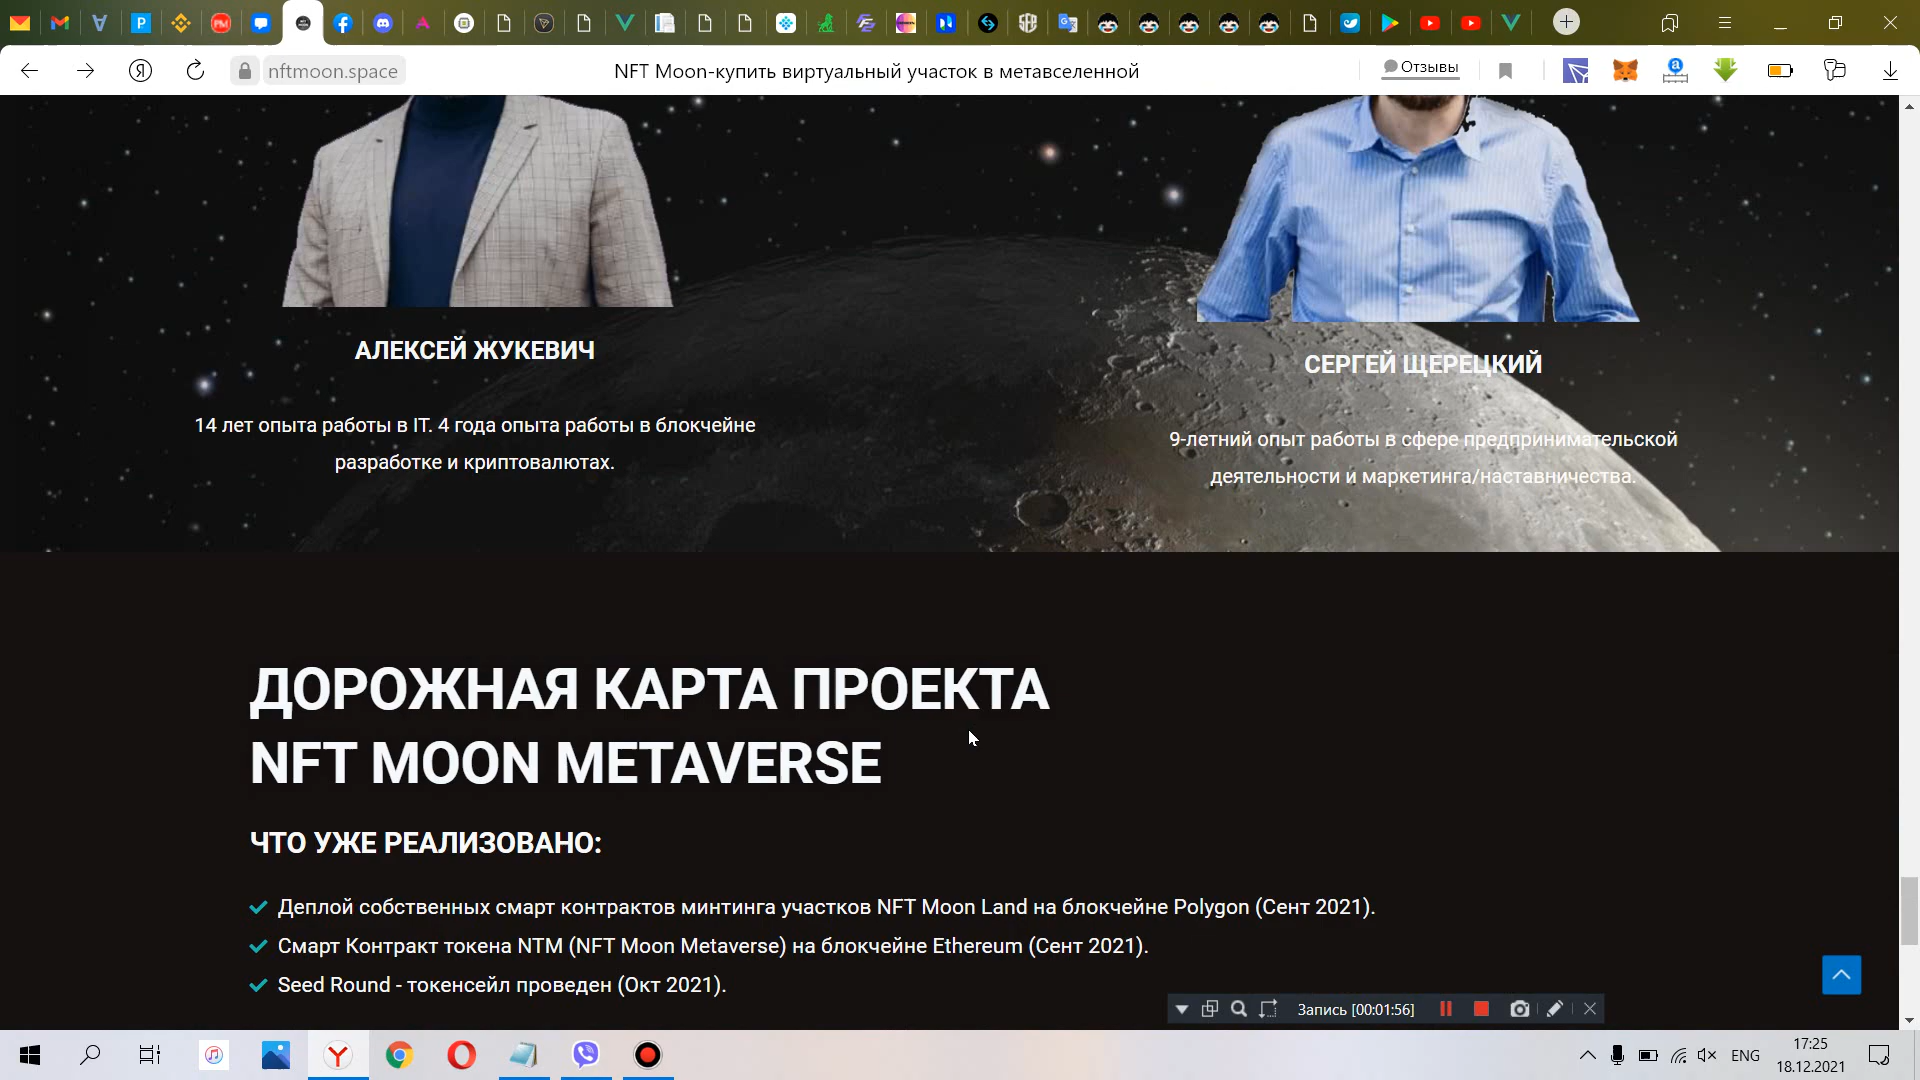 nftmoon.space
NFT Moon-купить виртуальный участок в метавселенной
Отзывы
АЛЕКСЕЙ ЖУКЕВИЧ
14 лет опыта работы в IT. 4 года опыта работы в блокчейне
разработке и криптовалютах.
СЕРГЕЙ ЩЕРЕЦКИЙ
9-летний опыт работы в сфере предпринимательской
деятельности и маркетинга/наставничества.
ДОРОЖНАЯ КАРТА ПРОЕКТА
NFT MOON METAVERSE
ЧТО УЖЕ РЕАЛИЗОВАНО:
Деплой собственных смарт контрактов минтинга участков NFT Moon Land на блокчейне Polygon (Сент 2021).
Смарт Контракт токена NTM (NFT Moon Metaverse) на блокчейне Ethereum (Сент 2021).
Seed Round - токенсейл проведен (Окт 2021).
Запись [00:01:56]
ENG
17:25
18.12.2021